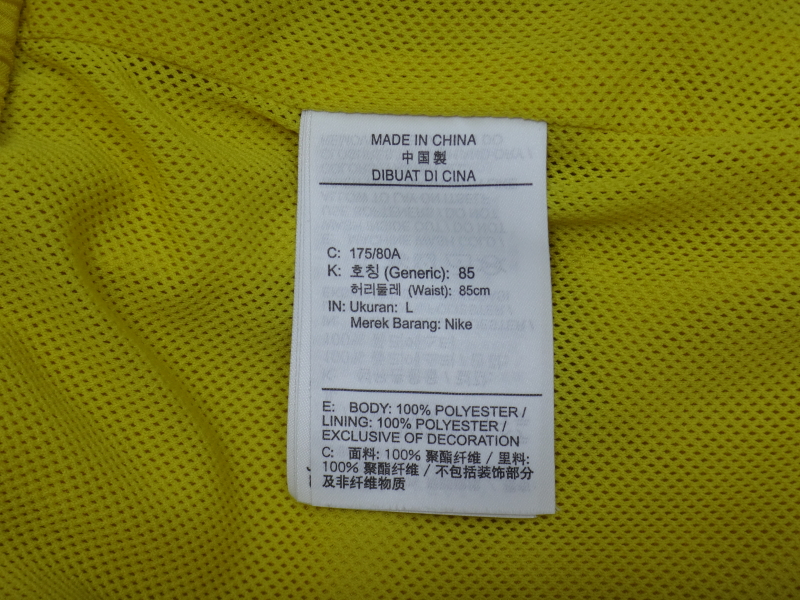 MADE IN CHINA
中国製
DIBUAT DI CINA
C: 175/80A
K: 호칭 (Generic): 85
허리둘레 (Waist): 85cm
IN: Ukuran: L
Merek Barang: Nike
E: BODY: 100% POLYESTER /
LINING: 100% POLYESTER /
EXCLUSIVE OF DECORATION
C: 面料: 100% 聚酯纤维 / 里料:
100% 聚酯纤维 / 不包括装饰部分
及非纤维物质